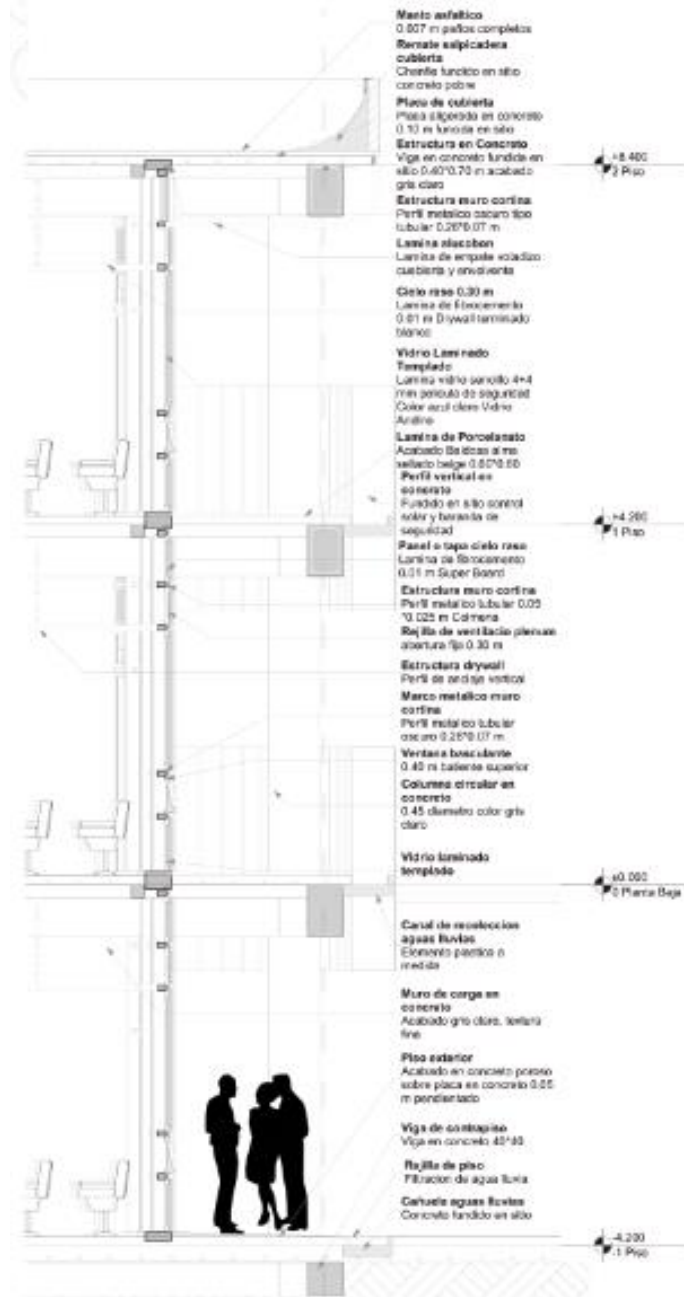 Manto asfaltico
0.007 m paños completos
Remate salpicadera
cubierta
Chanfle fundido en sitio
concreto pobre
Placa de cubierta
Placa aligerada en concreto
0.10 m fundida en sitio
Estructura en Concreto
Viga en concreto fundida en
sitio 0.40*0.70 m acabado
gris claro
Estructura muro cortina
Perfil metalico oscuro tipo
tubular 0.26*0.07 m
Lamina alucobon
Lamina de empate voladizo
cuebierta y envolvente
Cielo raso 0.30 m
Lamina de fibrocemento
0.01 m Drywall terminado
blanco
Vidrio Laminado
Templado
Lamina vidrio sencillo 4+4
mm pelicula de seguridad
Color azul claro Vidrio
Andino
Lamina de Porcelanato
Acabado Baldosa alma
sellado beige 0.60*0.60
Perfil vertical en
concreto
Fundido en sitio control
solar y baranda de
seguridad
Panel o tapa cielo raso
Lamina de fibrocemento
0.01 m Super Board
Estructura muro cortina
Perfil metalico tubular 0.05
*0.025 m Colmena
Rejilla de ventilacio plenum
abertura fija 0.30 m
Estructura drywall
Perfil de anclaje vertical
Marco metalico muro
cortina
Perfil metalico tubular
oscuro 0.26*0.07 m
Ventana basculante
0.40 m batiente superior
Columna circular en
concreto
0.45 diametro color gris
claro
Vidrio laminado
templado
Canal de recoleccion
aguas lluvias
Elemento plastico a
medida
Muro de carga en
concreto
Acabado gris claro, textura
fina
Piso exterior
Acabado en concreto poroso
sobre placa en concreto 0.05
m pendientado
Viga de contrapiso
Viga en concreto 40*40
Rejilla de piso
Filtracion de agua lluvia
Cañuela aguas lluvias
Concreto fundido en sitio
+8.400
2 Piso
+4.200
1 Piso
±0.000
0 Planta Baja
-4.200
-1 Piso